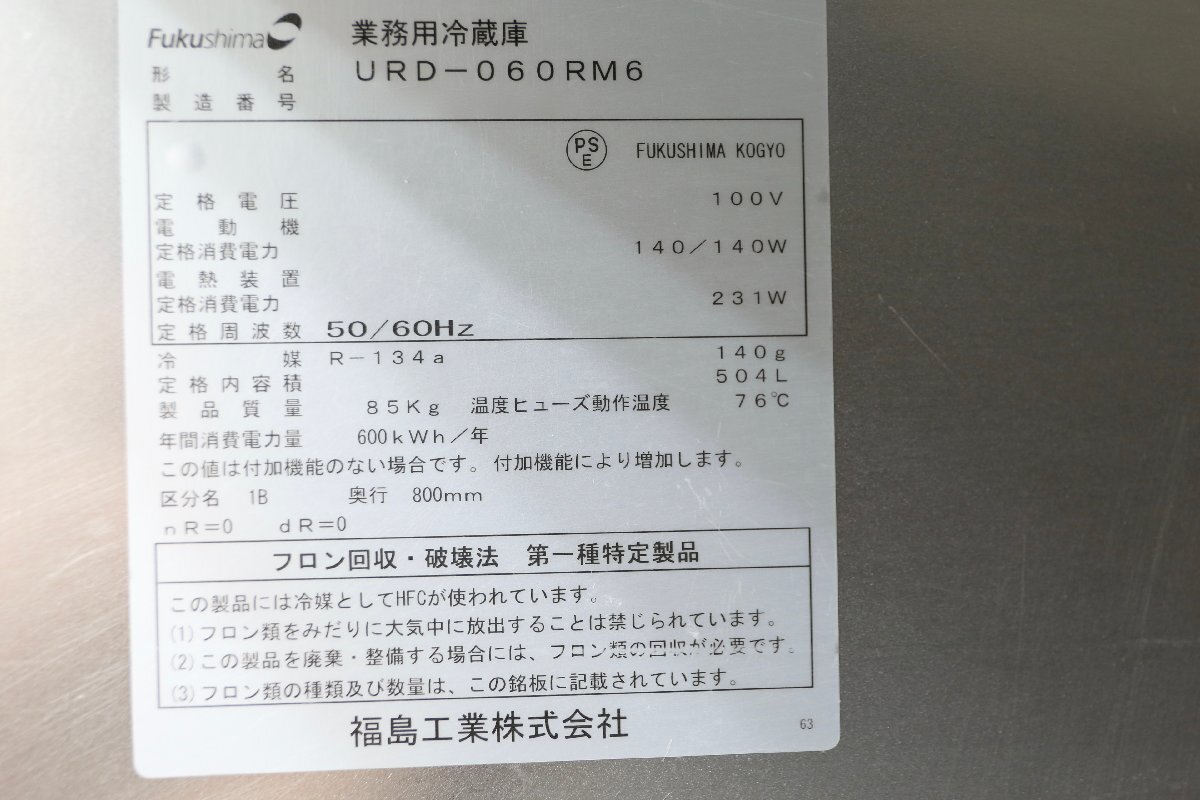 Fukushima 業務用冷蔵庫
形名 URD-060RM6
製造番号
PSE FUKUSHIMA KOGYO
定格電圧 100V
電動機
定格消費電力 140/140W
電熱装置
定格消費電力 231W
定格周波数 50/60Hz
冷媒 R-134a 140g
定格内容積 504L
製品質量 85Kg 温度ヒューズ動作温度 76℃
年間消費電力量 600kWh/年
この値は付加機能のない場合です。付加機能により増加します。
区分名 1B 奥行 800mm
nR=0 dR=0
フロン回収・破壊法 第一種特定製品
この製品には冷媒としてHFCが使われています。
(1)フロン類をみだりに大気中に放出することは禁じられています。
(2)この製品を廃棄・整備する場合には、フロン類の回収が必要です。
(3)フロン類の種類及び数量は、この銘板に記載されています。
福島工業株式会社 63